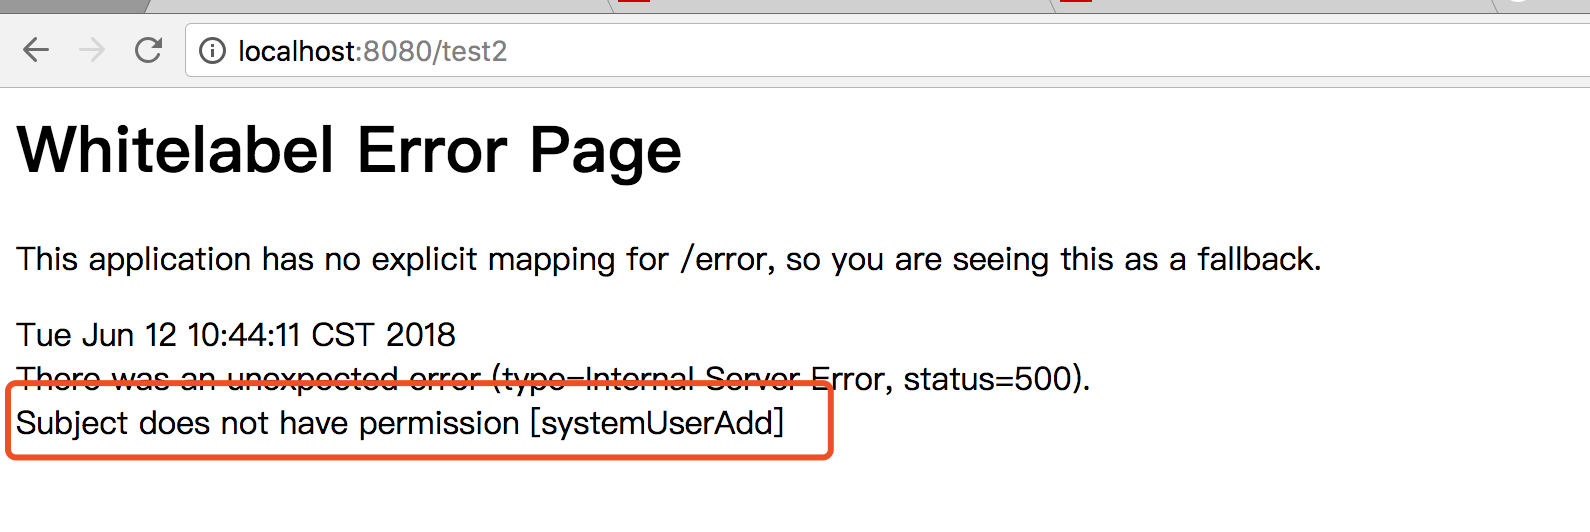 localhost:8080/test2
Whitelabel Error Page
This application has no explicit mapping for /error, so you are seeing this as a fallback.
Tue Jun 12 10:44:11 CST 2018
There was an unexpected error (type=Internal Server Error, status=500).
Subject does not have permission [systemUserAdd]